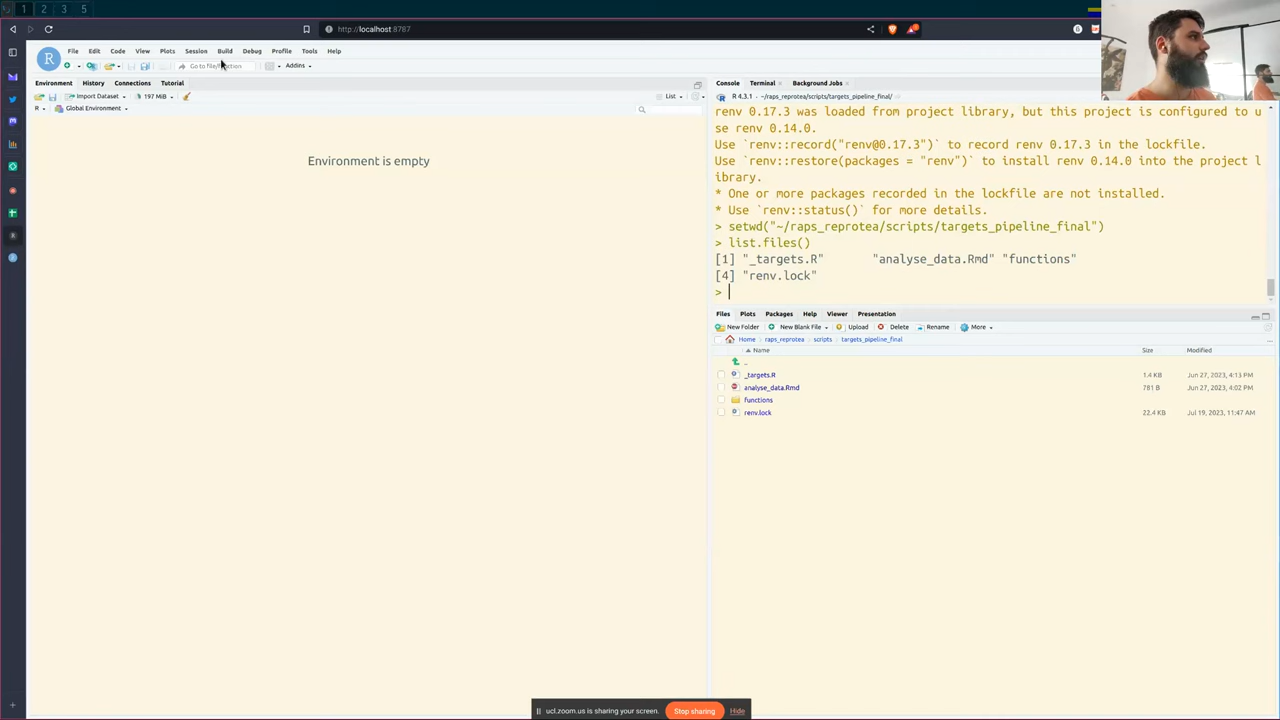 1 2 3 5
http://localhost:8787
File Edit Code View Plots Session Build Debug Profile Tools Help
Go to file/function Addins
Environment History Connections Tutorial
Import Dataset 197 MiB List
R Global Environment
Environment is empty
Console Terminal Background Jobs
R 4.3.1 · ~/raps_reprotea/scripts/targets_pipeline_final/
renv 0.17.3 was loaded from project library, but this project is configured to u
se renv 0.14.0.
Use `renv::record("renv@0.17.3")` to record renv 0.17.3 in the lockfile.
Use `renv::restore(packages = "renv")` to install renv 0.14.0 into the project l
ibrary.
* One or more packages recorded in the lockfile are not installed.
* Use `renv::status()` for more details.
> setwd("~/raps_reprotea/scripts/targets_pipeline_final")
> list.files()
[1] "_targets.R" "analyse_data.Rmd" "functions"
[4] "renv.lock"
>
Files Plots Packages Help Viewer Presentation
New Folder New Blank File Upload Delete Rename More
Home raps_reprotea scripts targets_pipeline_final ...
Name Size Modified
..
_targets.R 1.4 KB Jun 27, 2023, 4:13 PM
analyse_data.Rmd 781 B Jun 27, 2023, 4:02 PM
functions
renv.lock 22.4 KB Jul 19, 2023, 11:47 AM
ucl.zoom.us is sharing your screen. Stop sharing Hide